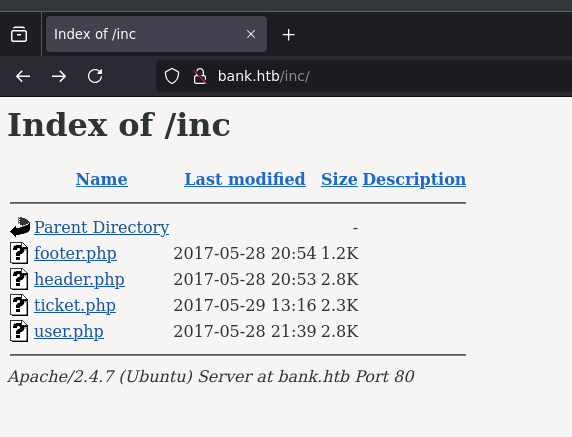 Index of /inc
bank.htb/inc/
Index of /inc
Name Last modified Size Description
Parent Directory -
footer.php 2017-05-28 20:54 1.2K
header.php 2017-05-28 20:53 2.8K
ticket.php 2017-05-29 13:16 2.3K
user.php 2017-05-28 21:39 2.8K
Apache/2.4.7 (Ubuntu) Server at bank.htb Port 80